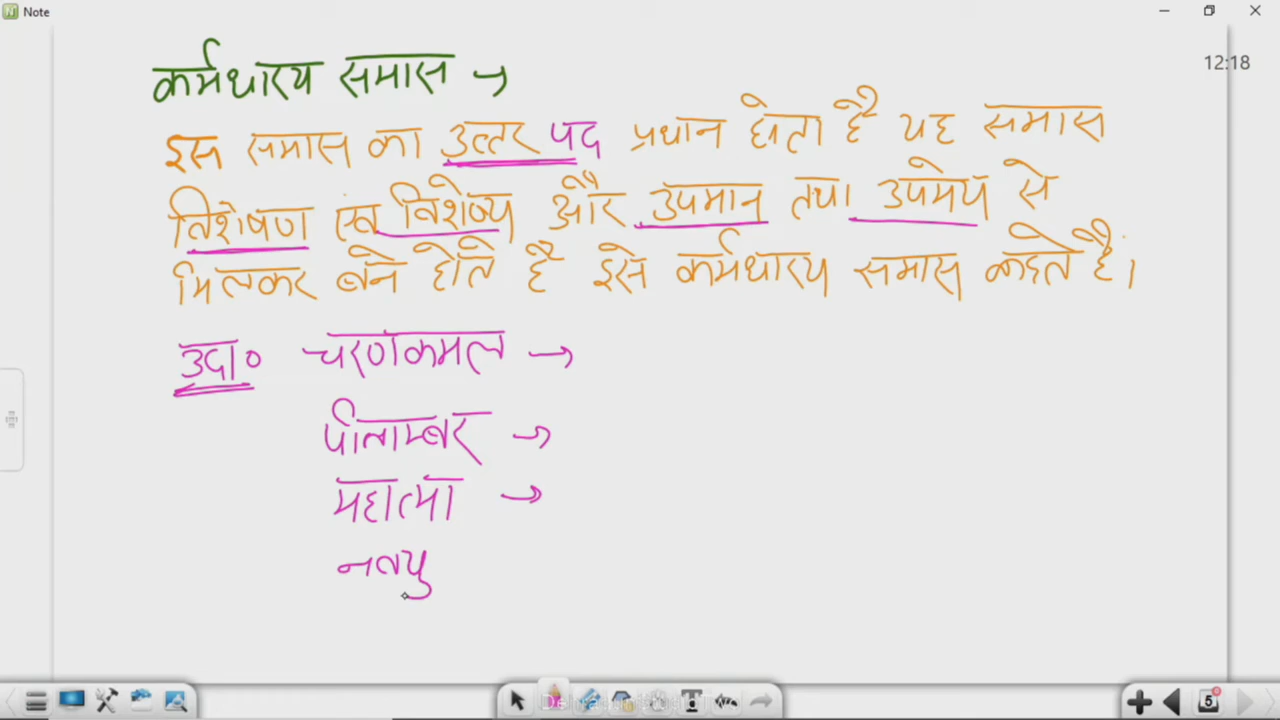 Note
12:18
कर्मधारय समास →
इस समास का उत्तर पद प्रधान होता है यह समास
विशेषण एवं विशेष्य और उपमान तथा उपमेय से
मिलकर बने होते है इसे कर्मधारय समास कहते है।
उदा० चरणकमल →
पीताम्बर →
महात्मा →
नवयु
5